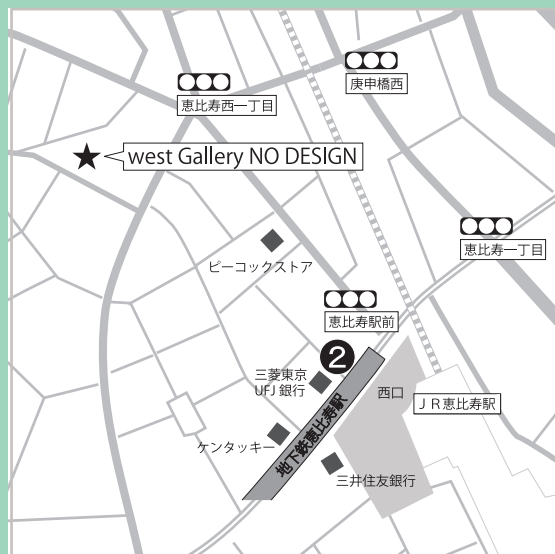 庚申橋西
恵比寿西一丁目
west Gallery NO DESIGN
恵比寿一丁目
ピーコックストア
恵比寿駅前
2
三菱東京
UFJ 銀行
西口
JR恵比寿駅
地下鉄恵比寿駅
ケンタッキー
三井住友銀行